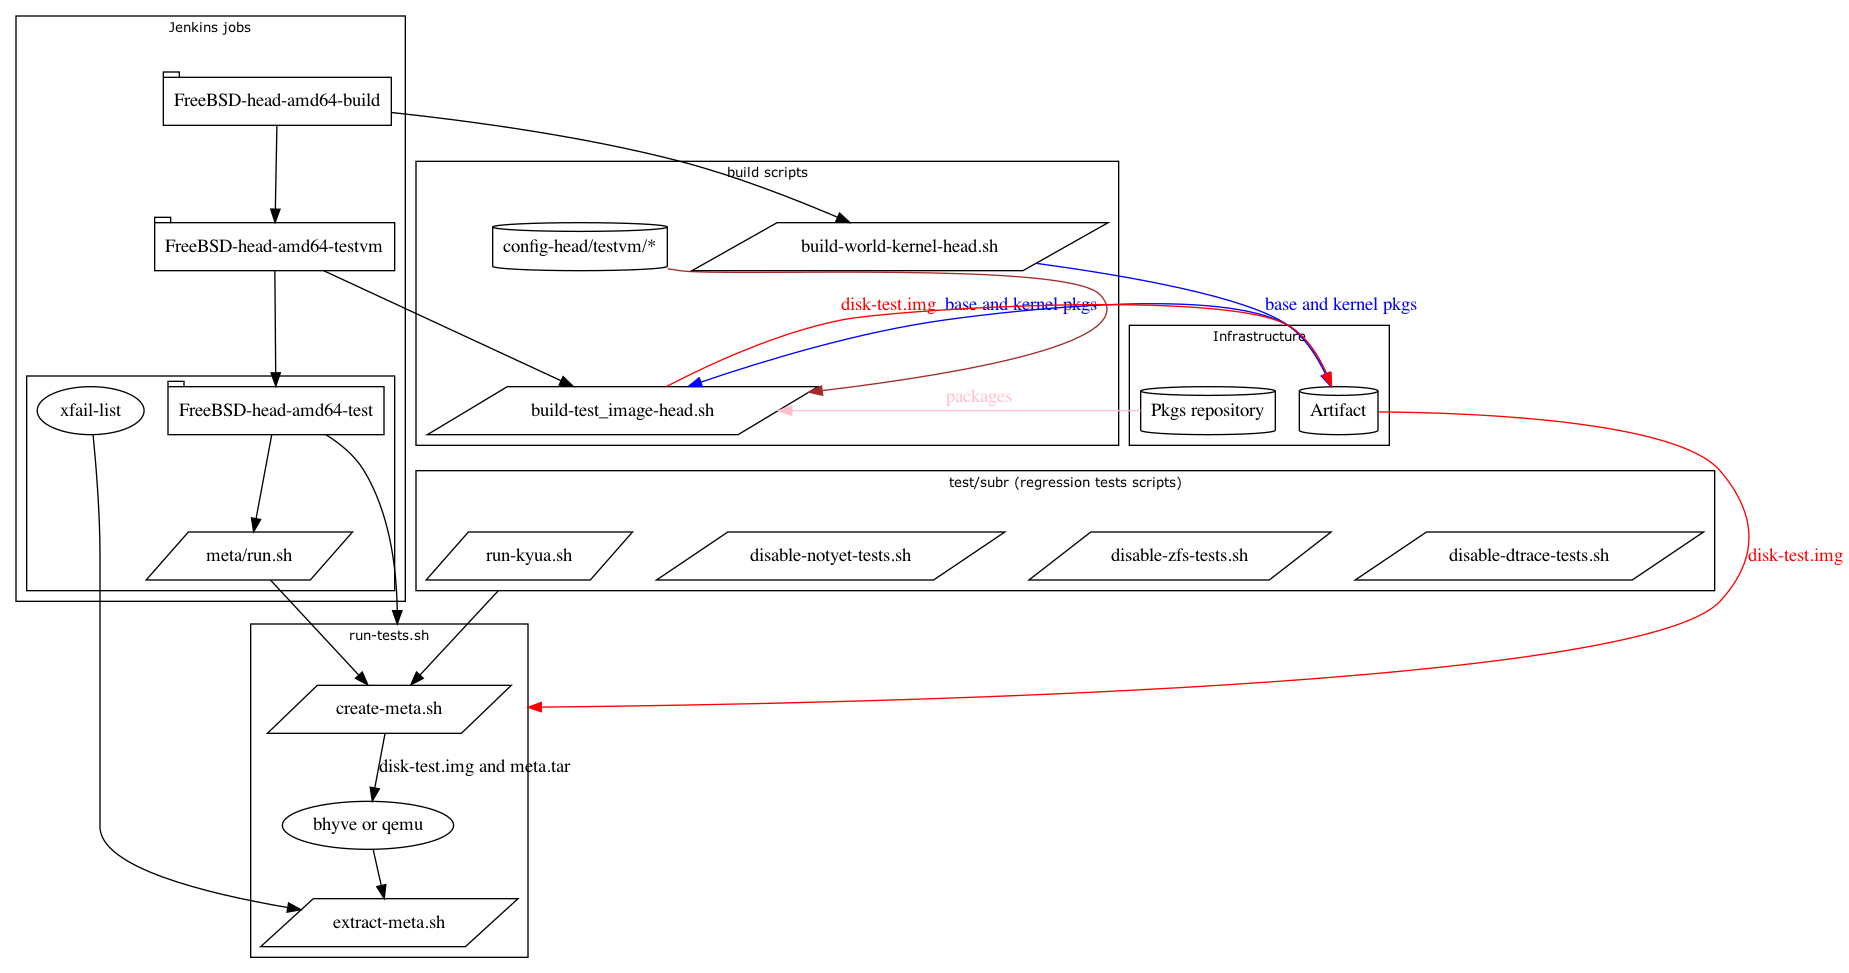 Jenkins jobs
FreeBSD-head-amd64-build
build scripts
FreeBSD-head-amd64-testvm
config-head/testvm/*
build-world-kernel-head.sh
disk-test.img
base and kernel pkgs
base and kernel pkgs
Infrastructure
xfail-list
FreeBSD-head-amd64-test
build-test_image-head.sh
packages
Pkgs repository
Artifact
test/subr (regression tests scripts)
meta/run.sh
run-kyua.sh
disable-notyet-tests.sh
disable-zfs-tests.sh
disable-dtrace-tests.sh
disk-test.img
run-tests.sh
create-meta.sh
disk-test.img and meta.tar
bhyve or qemu
extract-meta.sh